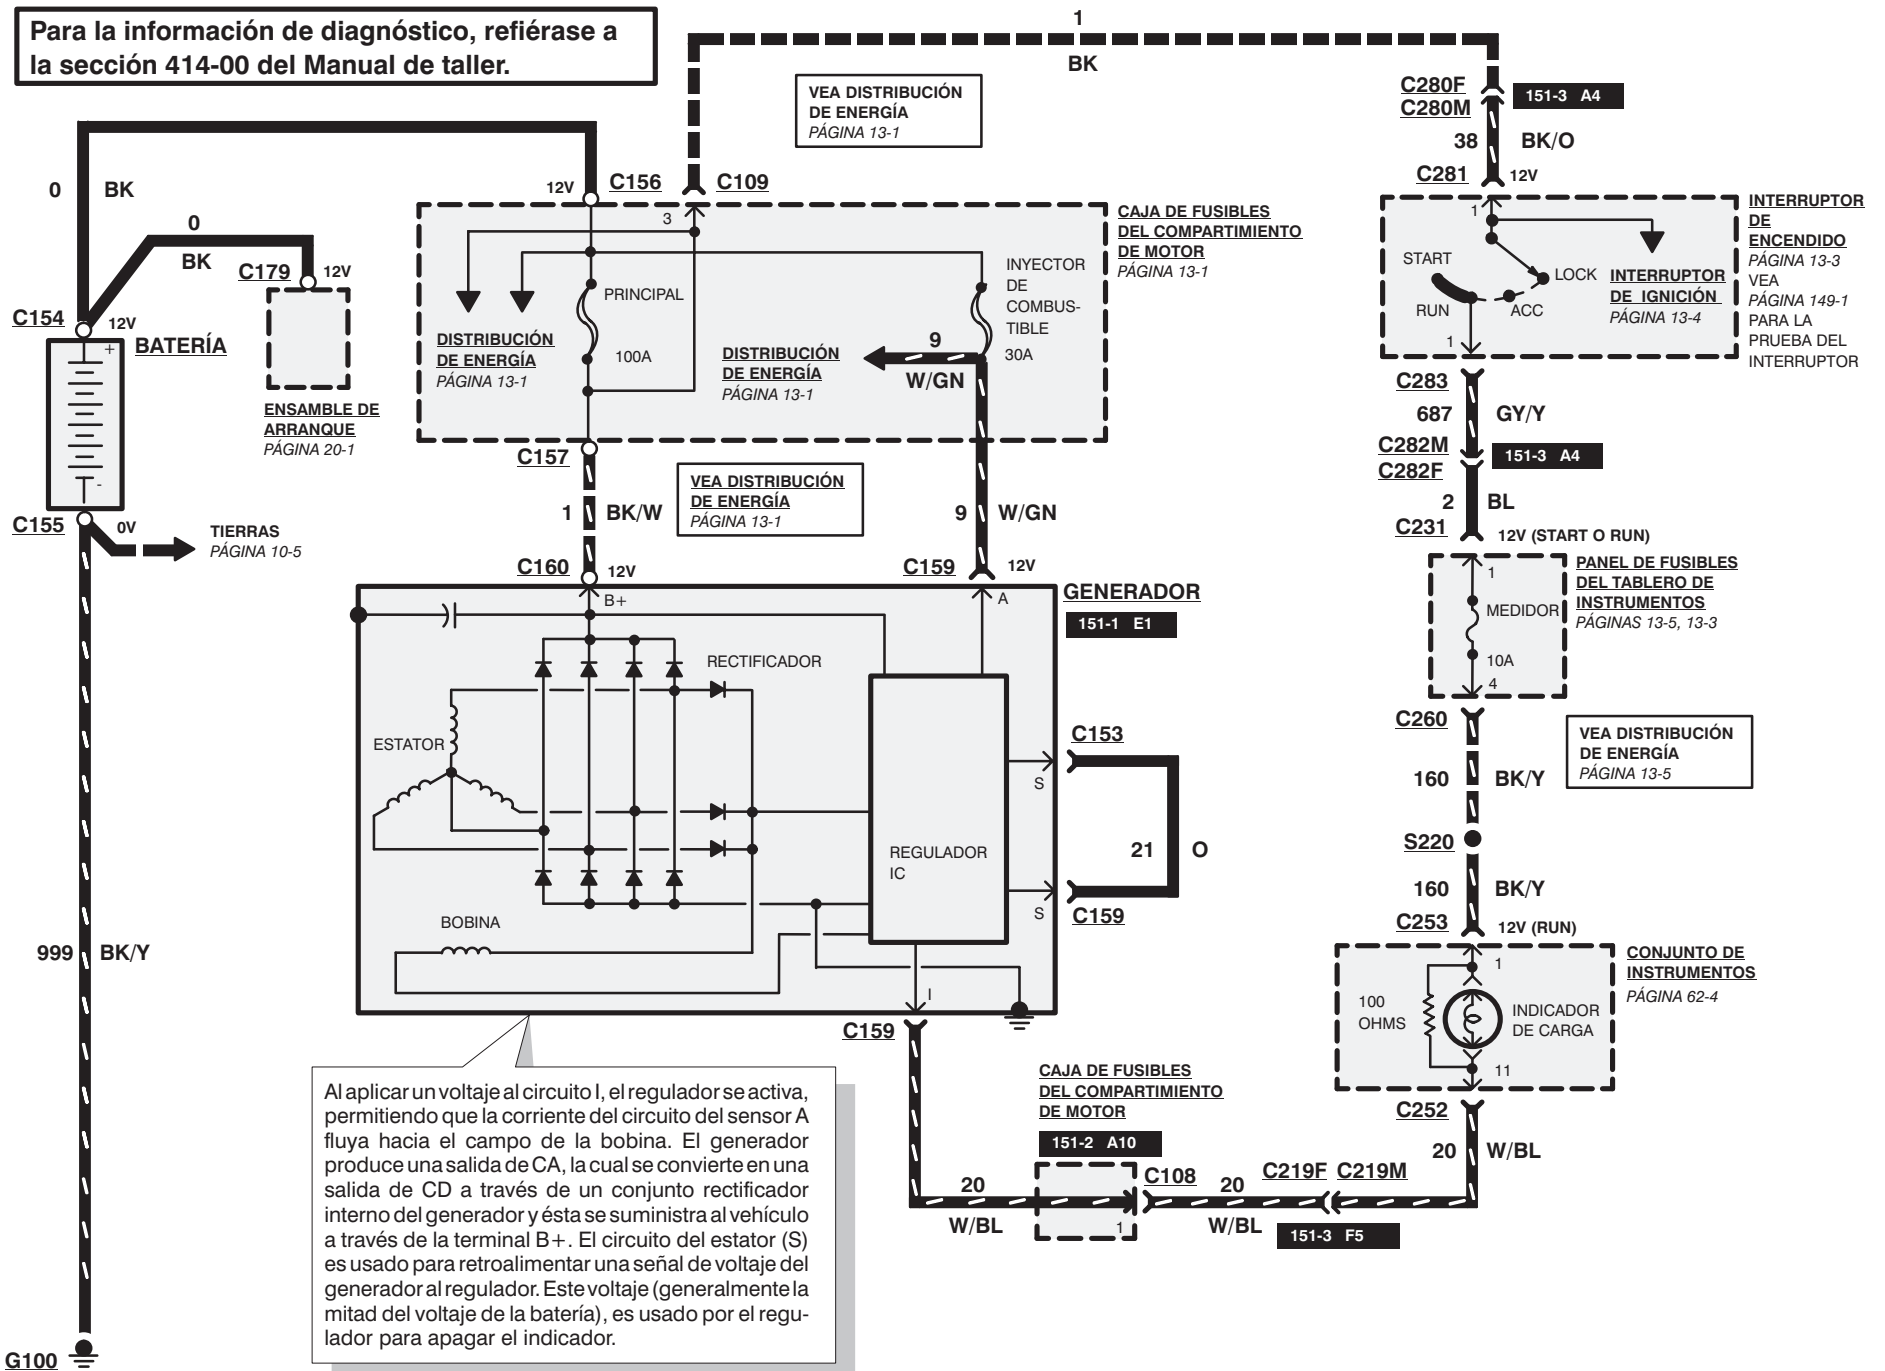 Para la información de diagnóstico, refiérase a
la sección 414-00 del Manual de taller.
1
BK
VEA DISTRIBUCIÓN
DE ENERGÍA
PÁGINA 13-1
C280F
C280M
151-3 A4
38
BK/O
C281
12V
0
BK
0
BK
C179
12V
12V
C156
C109
3
CAJA DE FUSIBLES
DEL COMPARTIMIENTO
DE MOTOR
PÁGINA 13-1
1
START
LOCK
RUN
ACC
1
INTERRUPTOR
DE IGNICIÓN
PÁGINA 13-4
INTERRUPTOR
DE
ENCENDIDO
PÁGINA 13-3
VEA
PÁGINA 149-1
PARA LA
PRUEBA DEL
INTERRUPTOR
C154
12V
BATERÍA
+
-
ENSAMBLE DE
ARRANQUE
PÁGINA 20-1
PRINCIPAL
100A
DISTRIBUCIÓN
DE ENERGÍA
PÁGINA 13-1
DISTRIBUCIÓN
DE ENERGÍA
PÁGINA 13-1
9
W/GN
INYECTOR
DE
COMBUS-
TIBLE
30A
C283
687
GY/Y
C282M
C282F
151-3 A4
2
BL
C231
12V (START O RUN)
C155
0V
TIERRAS
PÁGINA 10-5
C157
1
BK/W
VEA DISTRIBUCIÓN
DE ENERGÍA
PÁGINA 13-1
9
W/GN
C160
12V
C159
12V
B+
A
GENERADOR
151-1 E1
1
MEDIDOR
10A
4
PANEL DE FUSIBLES
DEL TABLERO DE
INSTRUMENTOS
PÁGINAS 13-5, 13-3
RECTIFICADOR
ESTATOR
BOBINA
REGULADOR
IC
S
S
I
C153
21
O
C159
C260
160
BK/Y
VEA DISTRIBUCIÓN
DE ENERGÍA
PÁGINA 13-5
S220
160
BK/Y
C253
12V (RUN)
999
BK/Y
1
100
OHMS
INDICADOR
DE CARGA
11
CONJUNTO DE
INSTRUMENTOS
PÁGINA 62-4
C159
C252
20
W/BL
CAJA DE FUSIBLES
DEL COMPARTIMIENTO
DE MOTOR
151-2 A10
20
W/BL
1
C108
20
W/BL
C219F
C219M
151-3 F5
Al aplicar un voltaje al circuito I, el regulador se activa,
permitiendo que la corriente del circuito del sensor A
fluya hacia el campo de la bobina. El generador
produce una salida de CA, la cual se convierte en una
salida de CD a través de un conjunto rectificador
interno del generador y ésta se suministra al vehículo
a través de la terminal B+. El circuito del estator (S)
es usado para retroalimentar una señal de voltaje del
generador al regulador. Este voltaje (generalmente la
mitad del voltaje de la batería), es usado por el regu-
lador para apagar el indicador.
G100